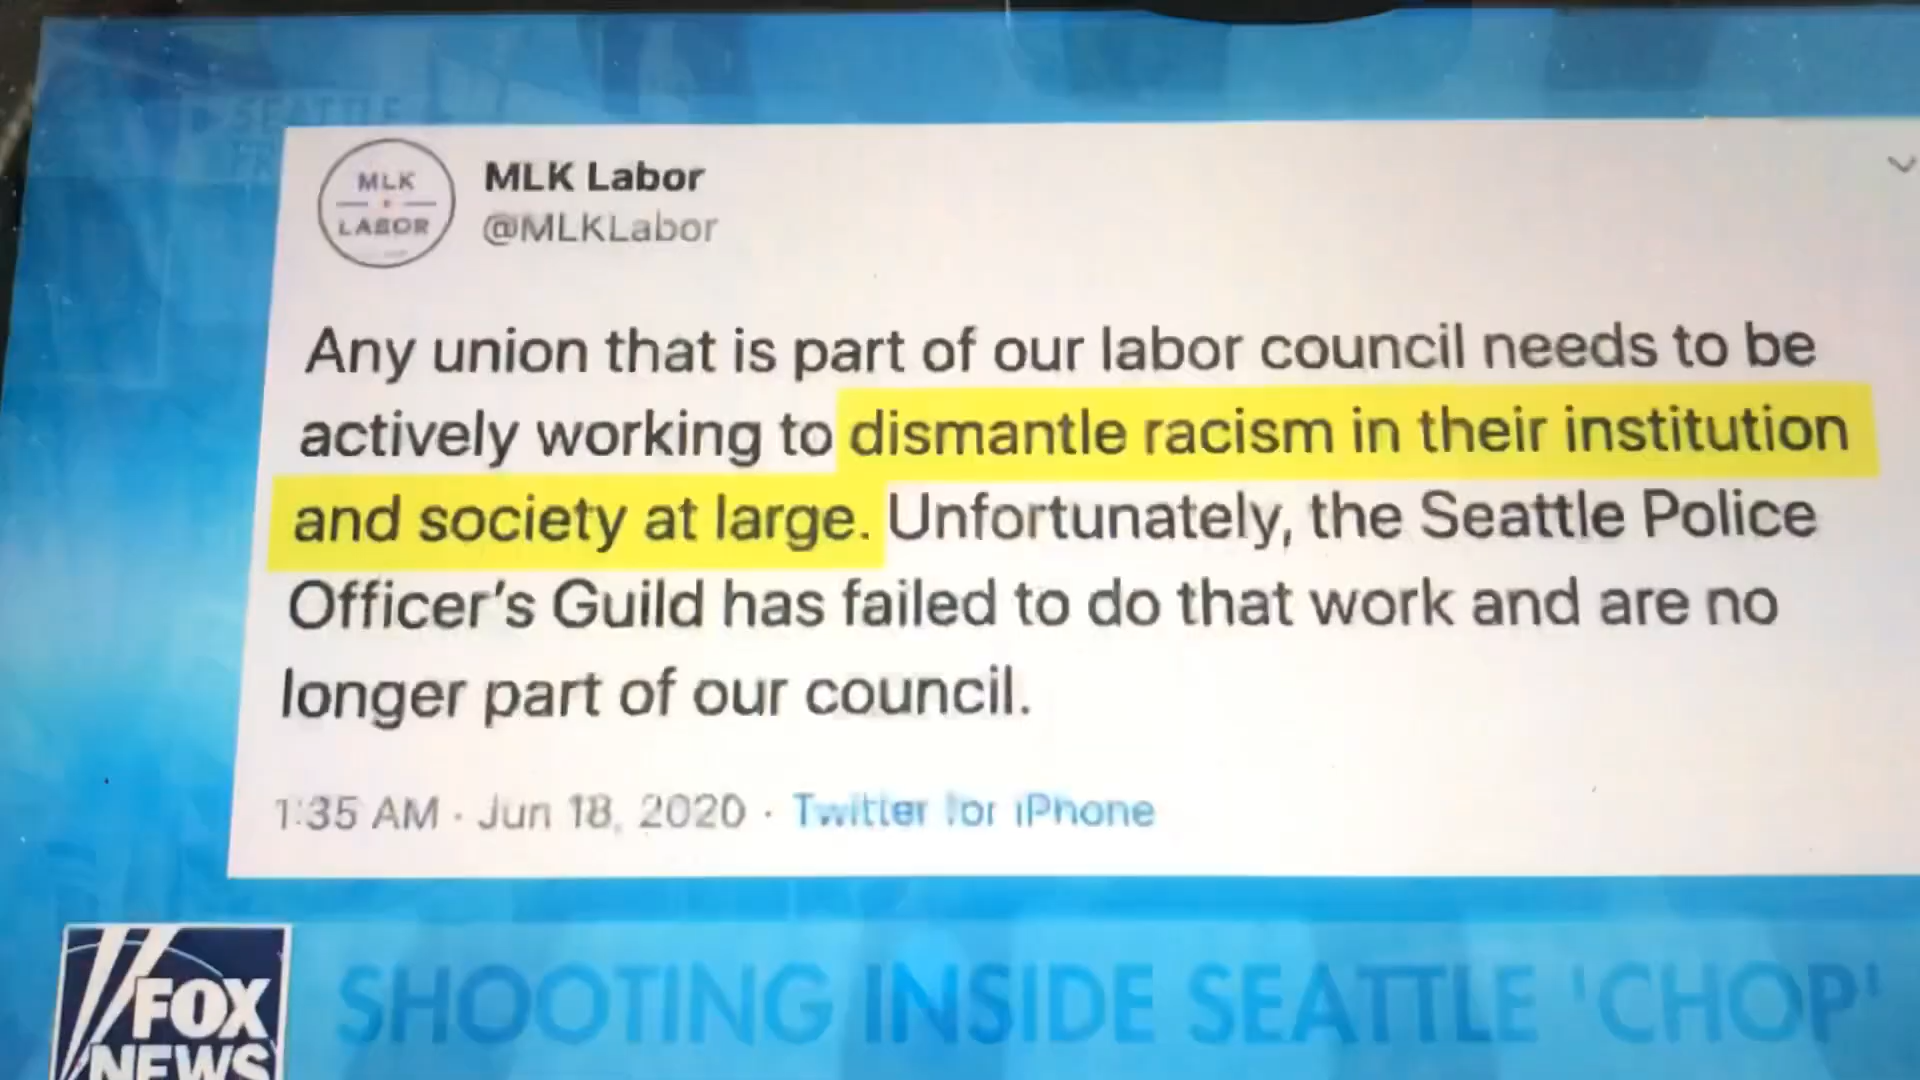 SEATTLE
MLK
LABOR
MLK Labor
@MLKLabor
Any union that is part of our labor council needs to be
actively working to dismantle racism in their institution
and society at large. Unfortunately, the Seattle Police
Officer's Guild has failed to do that work and are no
longer part of our council.
1:35 AM · Jun 18, 2020 · Twitter for iPhone
FOX
NEWS
SHOOTING INSIDE SEATTLE 'CHOP'